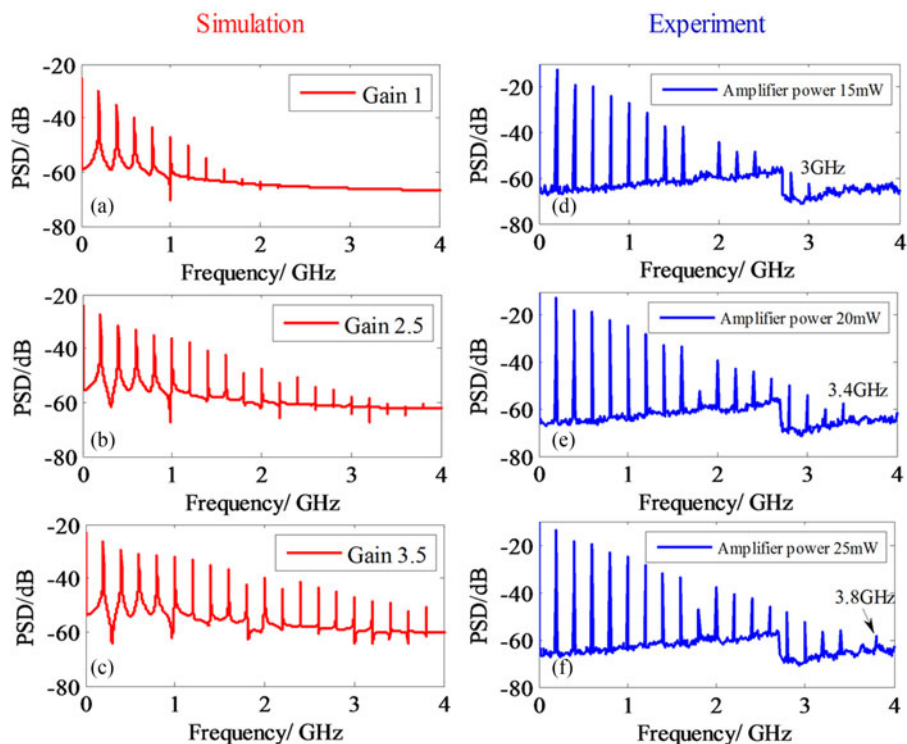 Simulation
Experiment
-20
-40
-60
-80
PSD/ dB
Gain 1
(a)
0 1 2 3 4
Frequency/ GHz
-20
-40
-60
-80
PSD/dB
Amplifier power 15mW
3GHz
(d)
0 1 2 3 4
Frequency/ GHz
-20
-40
-60
-80
PSD/dB
Gain 2.5
(b)
0 1 2 3 4
Frequency/ GHz
-20
-40
-60
-80
PSD/dB
Amplifier power 20mW
3.4GHz
(e)
0 1 2 3 4
Frequency/ GHz
-20
-40
-60
-80
PSD/dB
Gain 3.5
(c)
0 1 2 3 4
Frequency/ GHz
-20
-40
-60
-80
PSD/dB
Amplifier power 25mW
3.8GHz
(f)
0 1 2 3 4
Frequency/ GHz